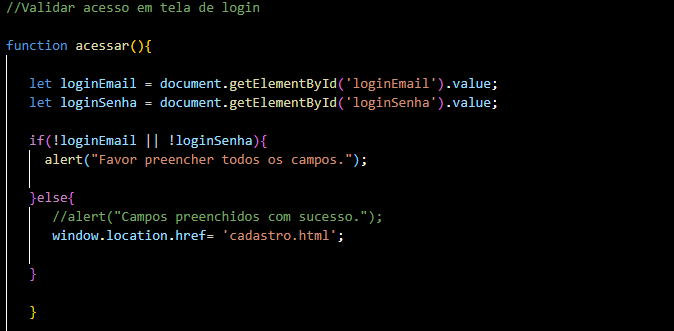 //Validar acesso em tela de login
function acessar(){
let loginEmail = document.getElementById('loginEmail').value;
let loginSenha = document.getElementById('loginSenha').value;
if(!loginEmail || !loginSenha){
alert("Favor preencher todos os campos.");
}else{
//alert("Campos preenchidos com sucesso.");
window.location.href= 'cadastro.html';
}
}